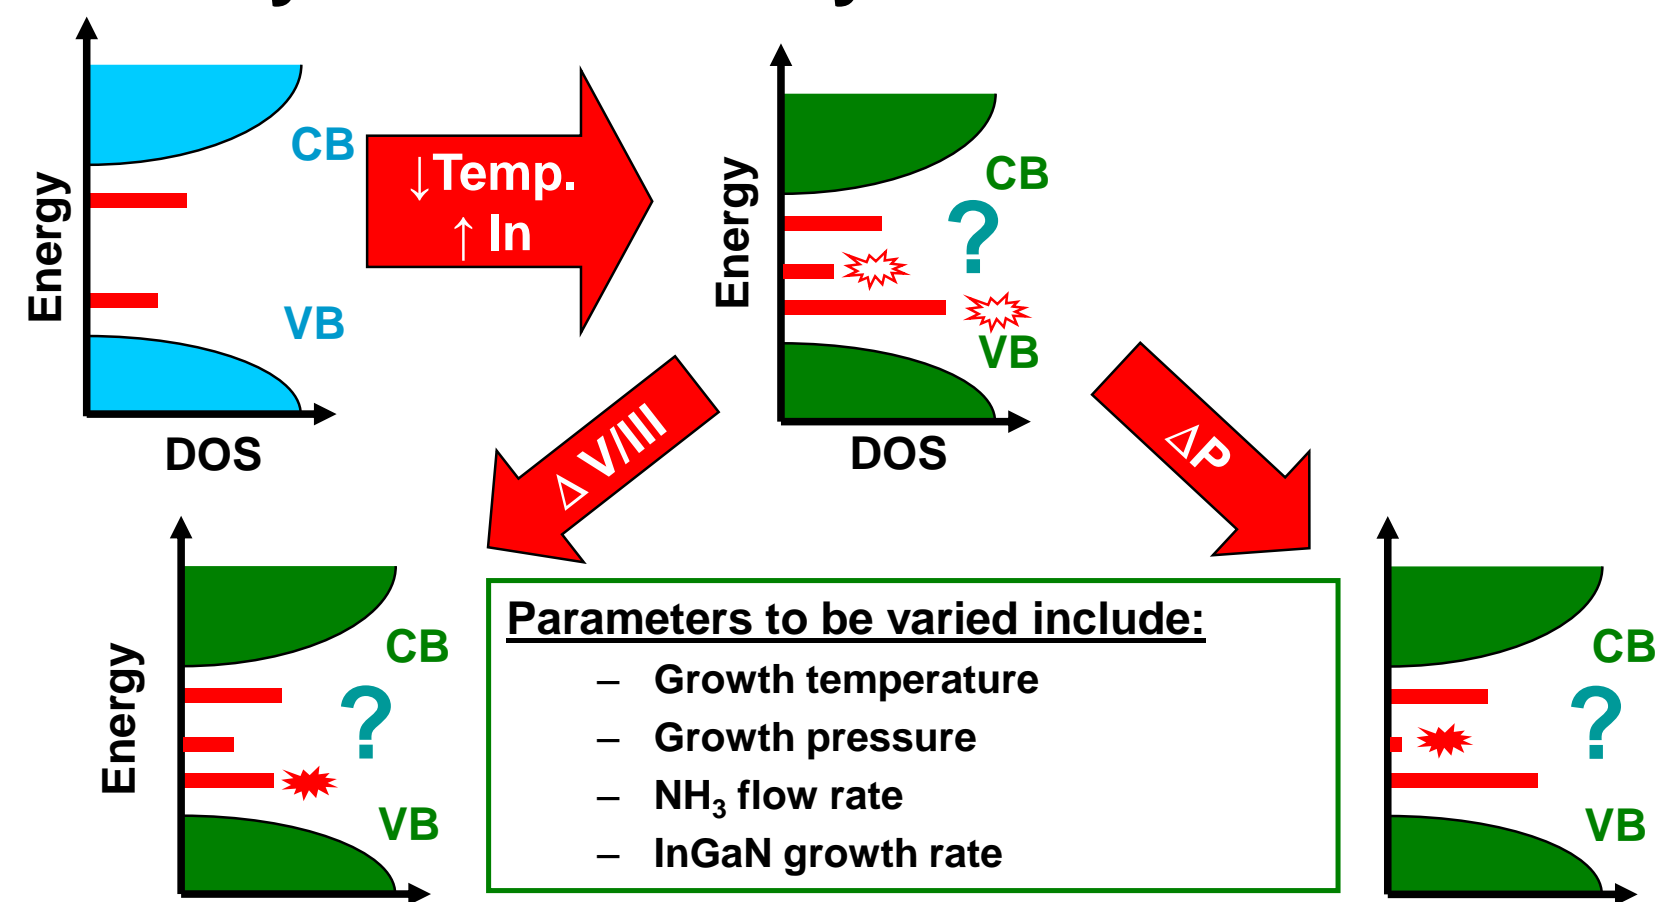 CB
Energy
VB
DOS
↓Temp.
↑ In
CB
?
Energy
VB
DOS
Δ V/III
ΔP
CB
?
Energy
VB
Parameters to be varied include:
– Growth temperature
– Growth pressure
– NH₃ flow rate
– InGaN growth rate
CB
?
VB